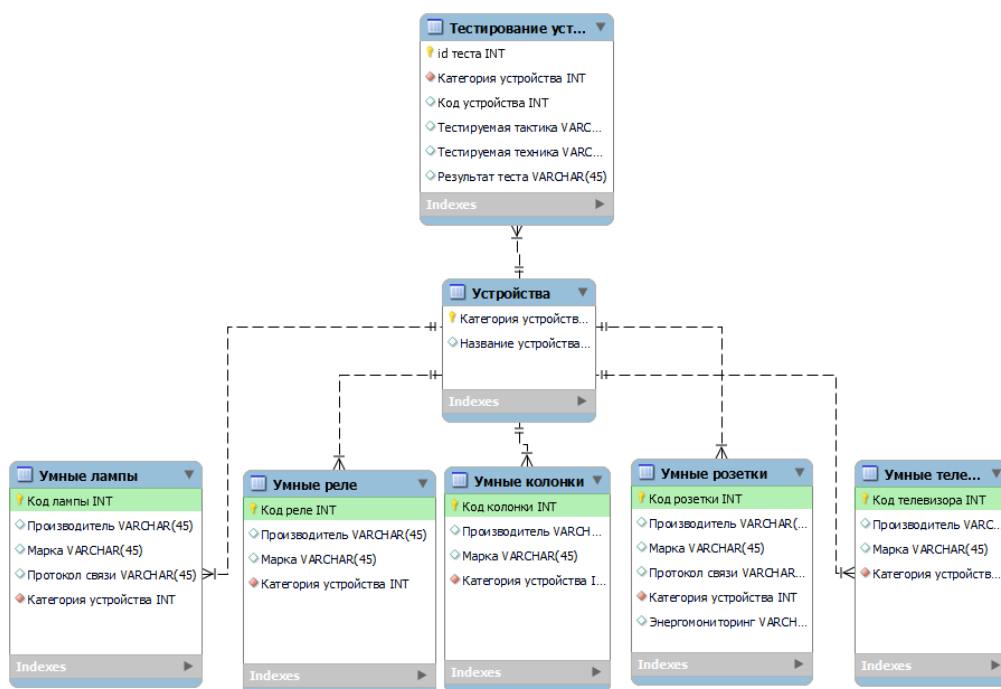 Тестирование уст...
id теста INT
Категория устройства INT
Код устройства INT
Тестируемая тактика VARC...
Тестируемая техника VARC...
Результат теста VARCHAR(45)
Indexes
Устройства
Категория устройств...
Название устройства...
Indexes
Умные лампы
Код лампы INT
Производитель VARCHAR(45)
Марка VARCHAR(45)
Протокол связи VARCHAR(45)
Категория устройства INT
Indexes
Умные реле
Код реле INT
Производитель VARCHAR(45)
Марка VARCHAR(45)
Категория устройства INT
Indexes
Умные колонки
Код колонки INT
Производитель VARCH...
Марка VARCHAR(45)
Категория устройства I...
Indexes
Умные розетки
Код розетки INT
Производитель VARCHAR(...
Марка VARCHAR(45)
Протокол связи VARCHAR...
Категория устройства INT
Энергомониторинг VARCH...
Indexes
Умные теле...
Код телевизора INT
Производитель VARC...
Марка VARCHAR(45)
Категория устройств...
Indexes